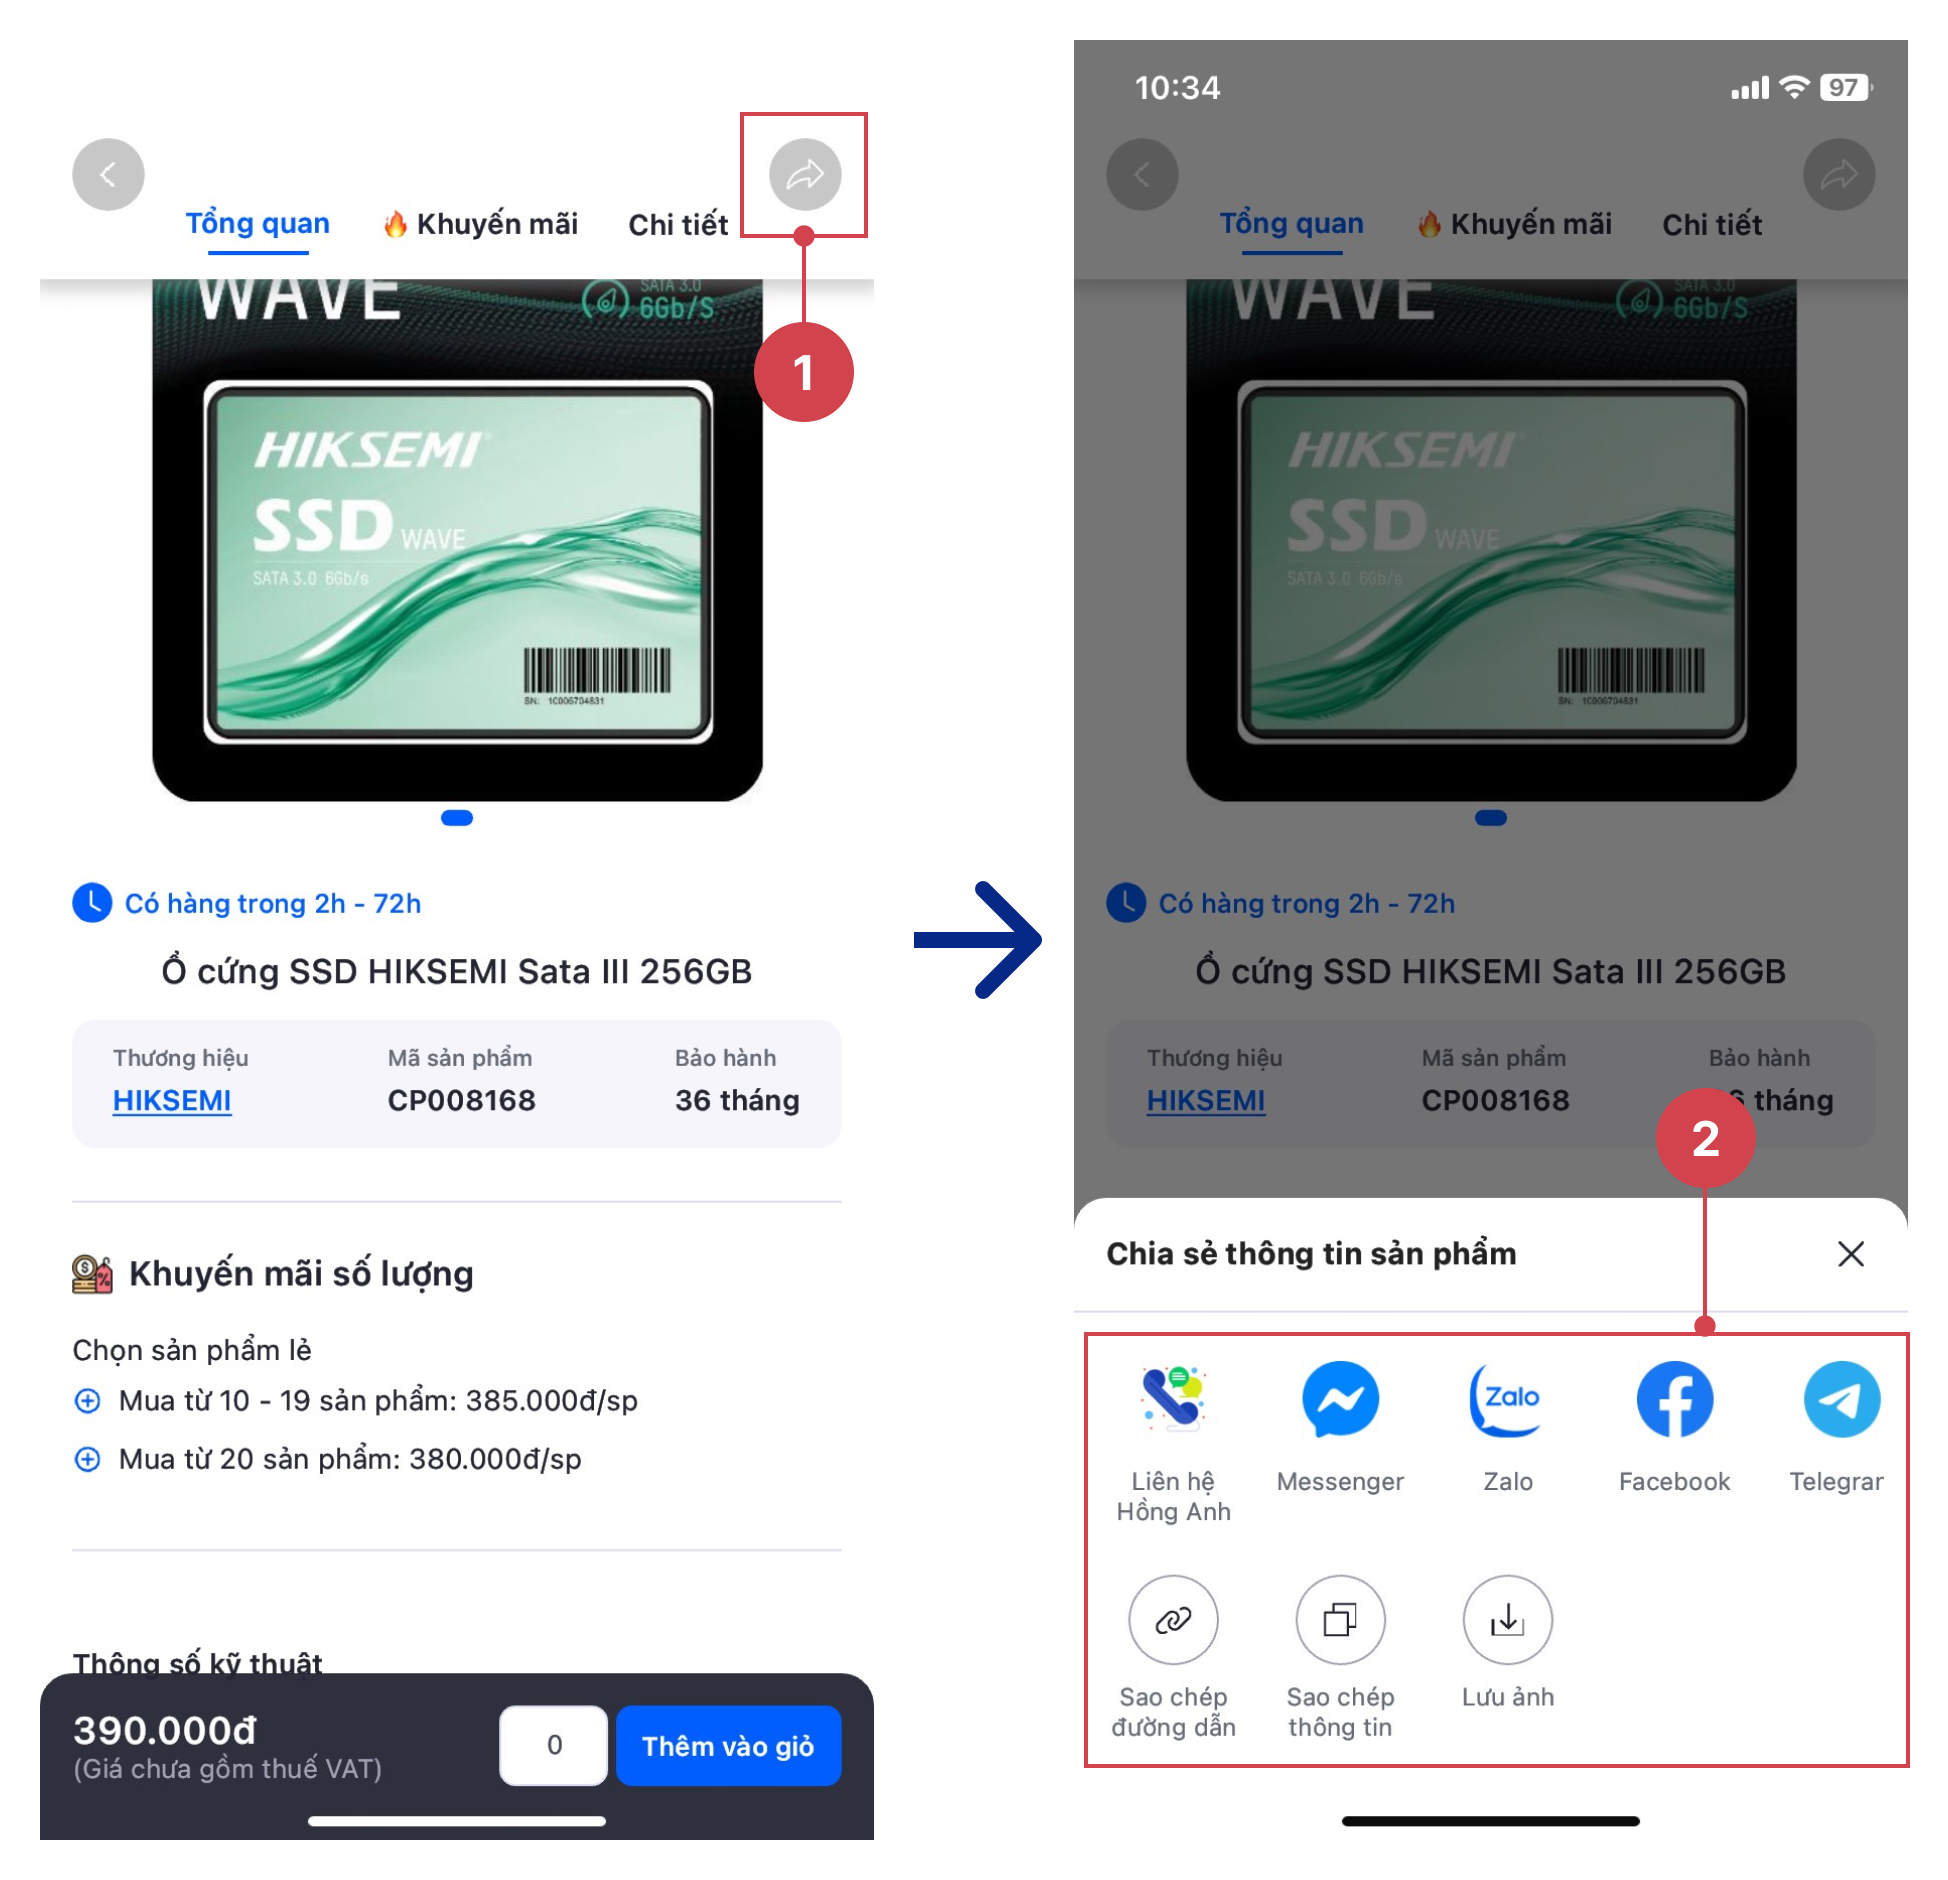 Tổng quan
🔥 Khuyến mãi
Chi tiết
WAVE
SATA 3.0
6Gb/S
1
HIKSEMI
SSD WAVE
SATA 3.0 6Gb/s
SN: 1C006704831
Có hàng trong 2h - 72h
Ổ cứng SSD HIKSEMI Sata III 256GB
Thương hiệu
HIKSEMI
Mã sản phẩm
CP008168
Bảo hành
36 tháng
Khuyến mãi số lượng
Chọn sản phẩm lẻ
Mua từ 10 - 19 sản phẩm: 385.000đ/sp
Mua từ 20 sản phẩm: 380.000đ/sp
Thông số kỹ thuật
390.000đ
(Giá chưa gồm thuế VAT)
0
Thêm vào giỏ
10:34
97
Tổng quan
🔥 Khuyến mãi
Chi tiết
WAVE
SATA 3.0
6Gb/S
HIKSEMI
SSD WAVE
SATA 3.0 6Gb/s
SN: 1C006704831
Có hàng trong 2h - 72h
Ổ cứng SSD HIKSEMI Sata III 256GB
Thương hiệu
HIKSEMI
Mã sản phẩm
CP008168
Bảo hành
6 tháng
2
Chia sẻ thông tin sản phẩm
Liên hệ
Hồng Anh
Messenger
Zalo
Zalo
Facebook
Telegrar
Sao chép
đường dẫn
Sao chép
thông tin
Lưu ảnh